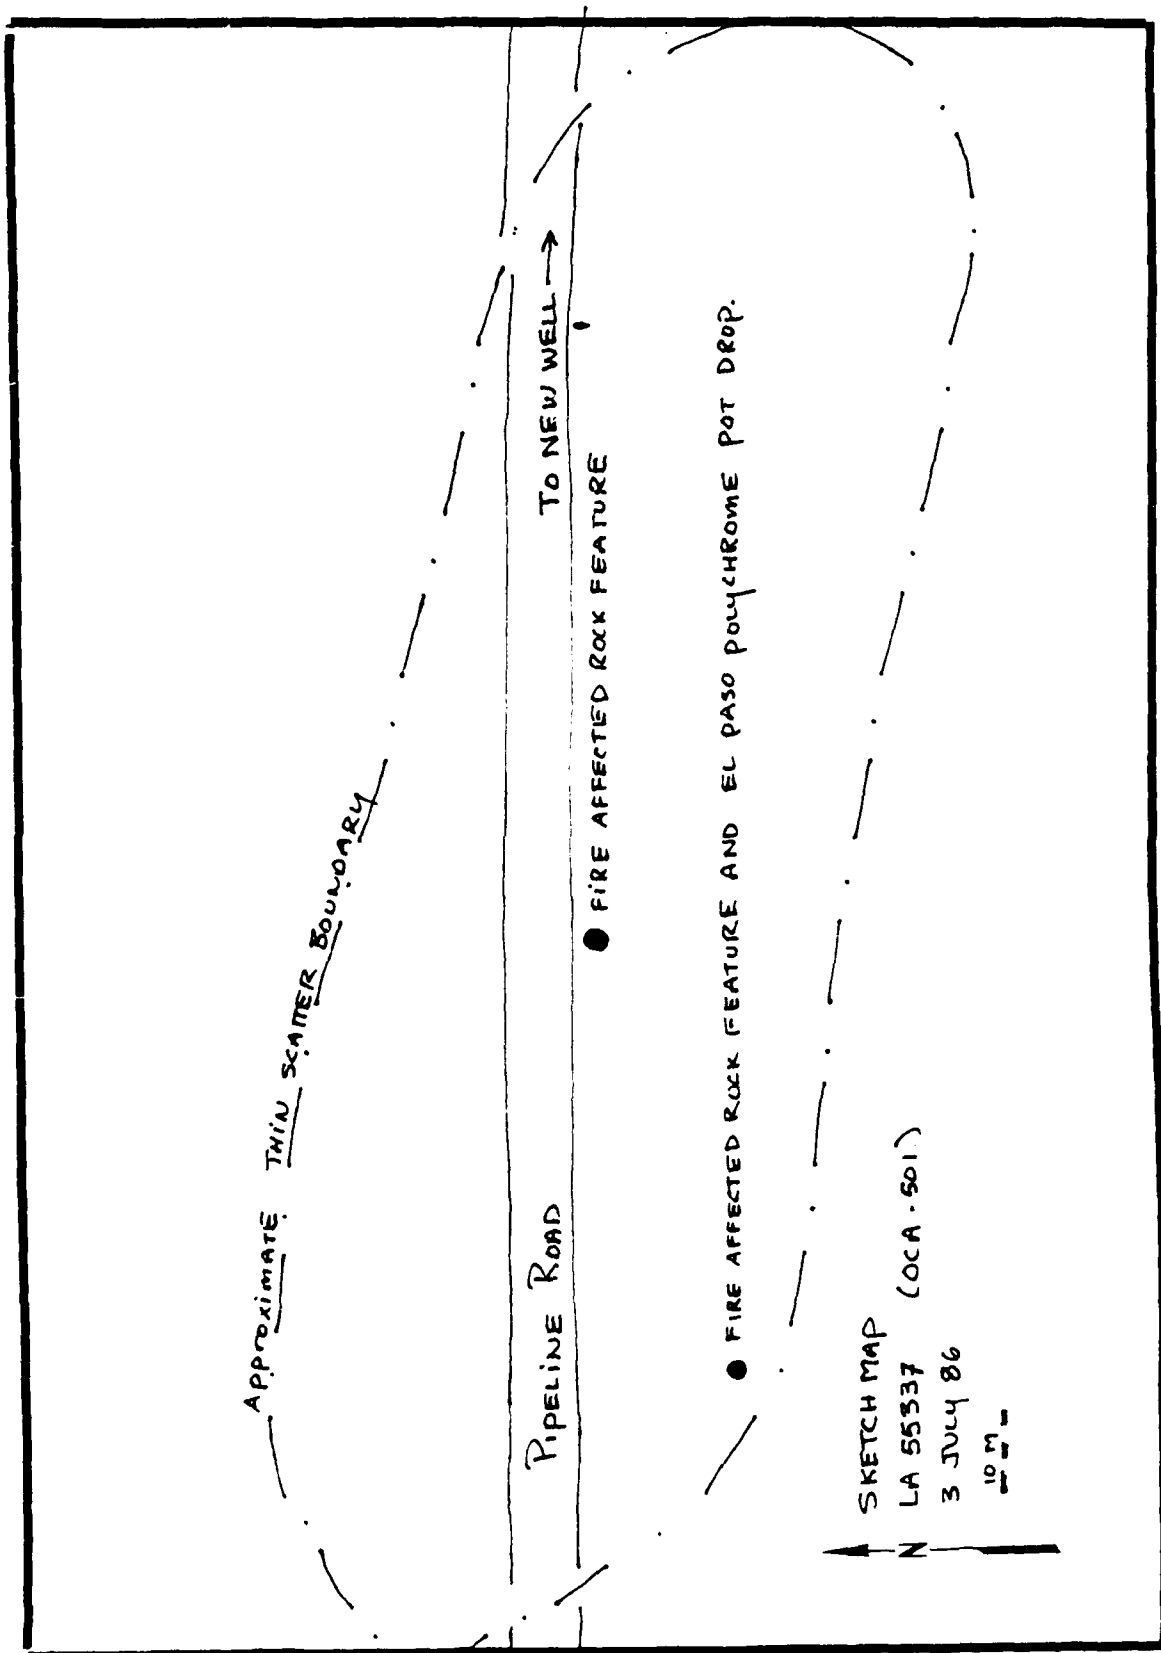 APProximATE THiN SCATTER BOUNDARY
PiPELiNE ROAD
TO NEW WELL
FiRE AFFECTED ROCK FEATURE
FIRE AFFECTED ROCK FEATURE AND EL PASO POLYCHROME POT DROP.
SKETCH MAP
LA 55337 (OCA-501)
3 JULY 86
10 M
N